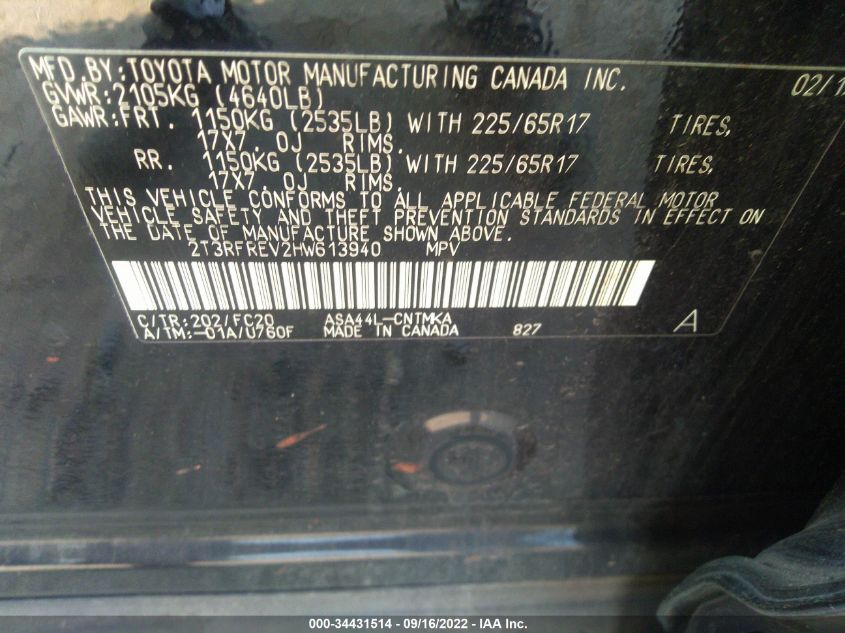 MFD. BY: TOYOTA MOTOR MANUFACTURING CANADA INC. 02/1
GVWR: 2105KG (4640LB)
GAWR: FRT. 1150KG (2535LB) WITH 225/65R17 TIRES,
17X7.0J RIMS.
RR. 1150KG (2535LB) WITH 225/65R17 TIRES,
17X7.0J RIMS.
THIS VEHICLE CONFORMS TO ALL APPLICABLE FEDERAL MOTOR
VEHICLE SAFETY AND THEFT PREVENTION STANDARDS IN EFFECT ON
THE DATE OF MANUFACTURE SHOWN ABOVE.
2T3RFREV2HW613940 MPV
C/TR: 202/FC20 ASA44L-CNTMKA
A/TM: -01A/U760F MADE IN CANADA 827 A
000-34431514 - 09/16/2022 - IAA Inc.